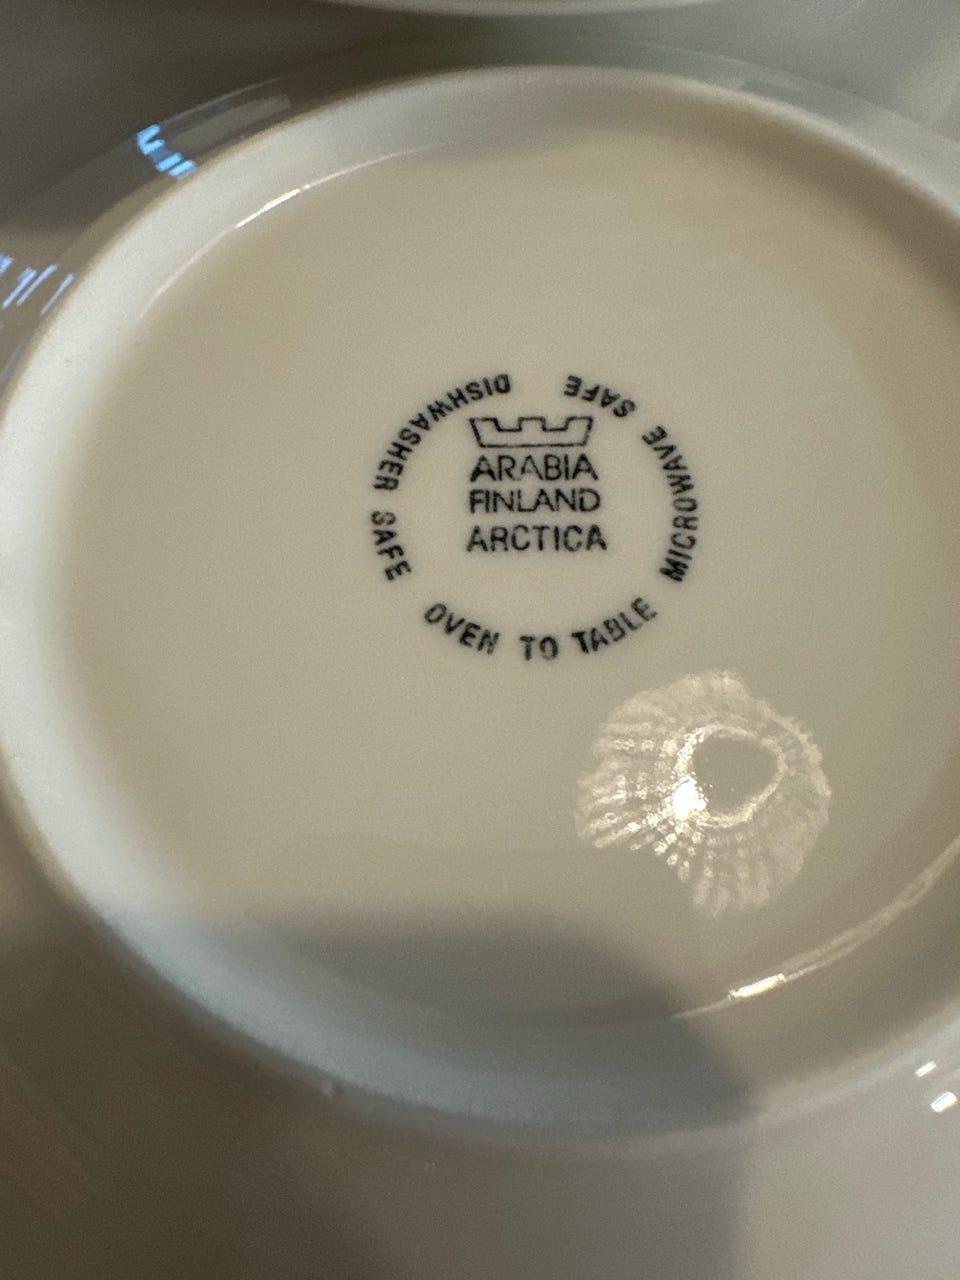 ARABIA
FINLAND
ARCTICA
DISHWASHER SAFE
OVEN TO TABLE
MICROWAVE SAFE